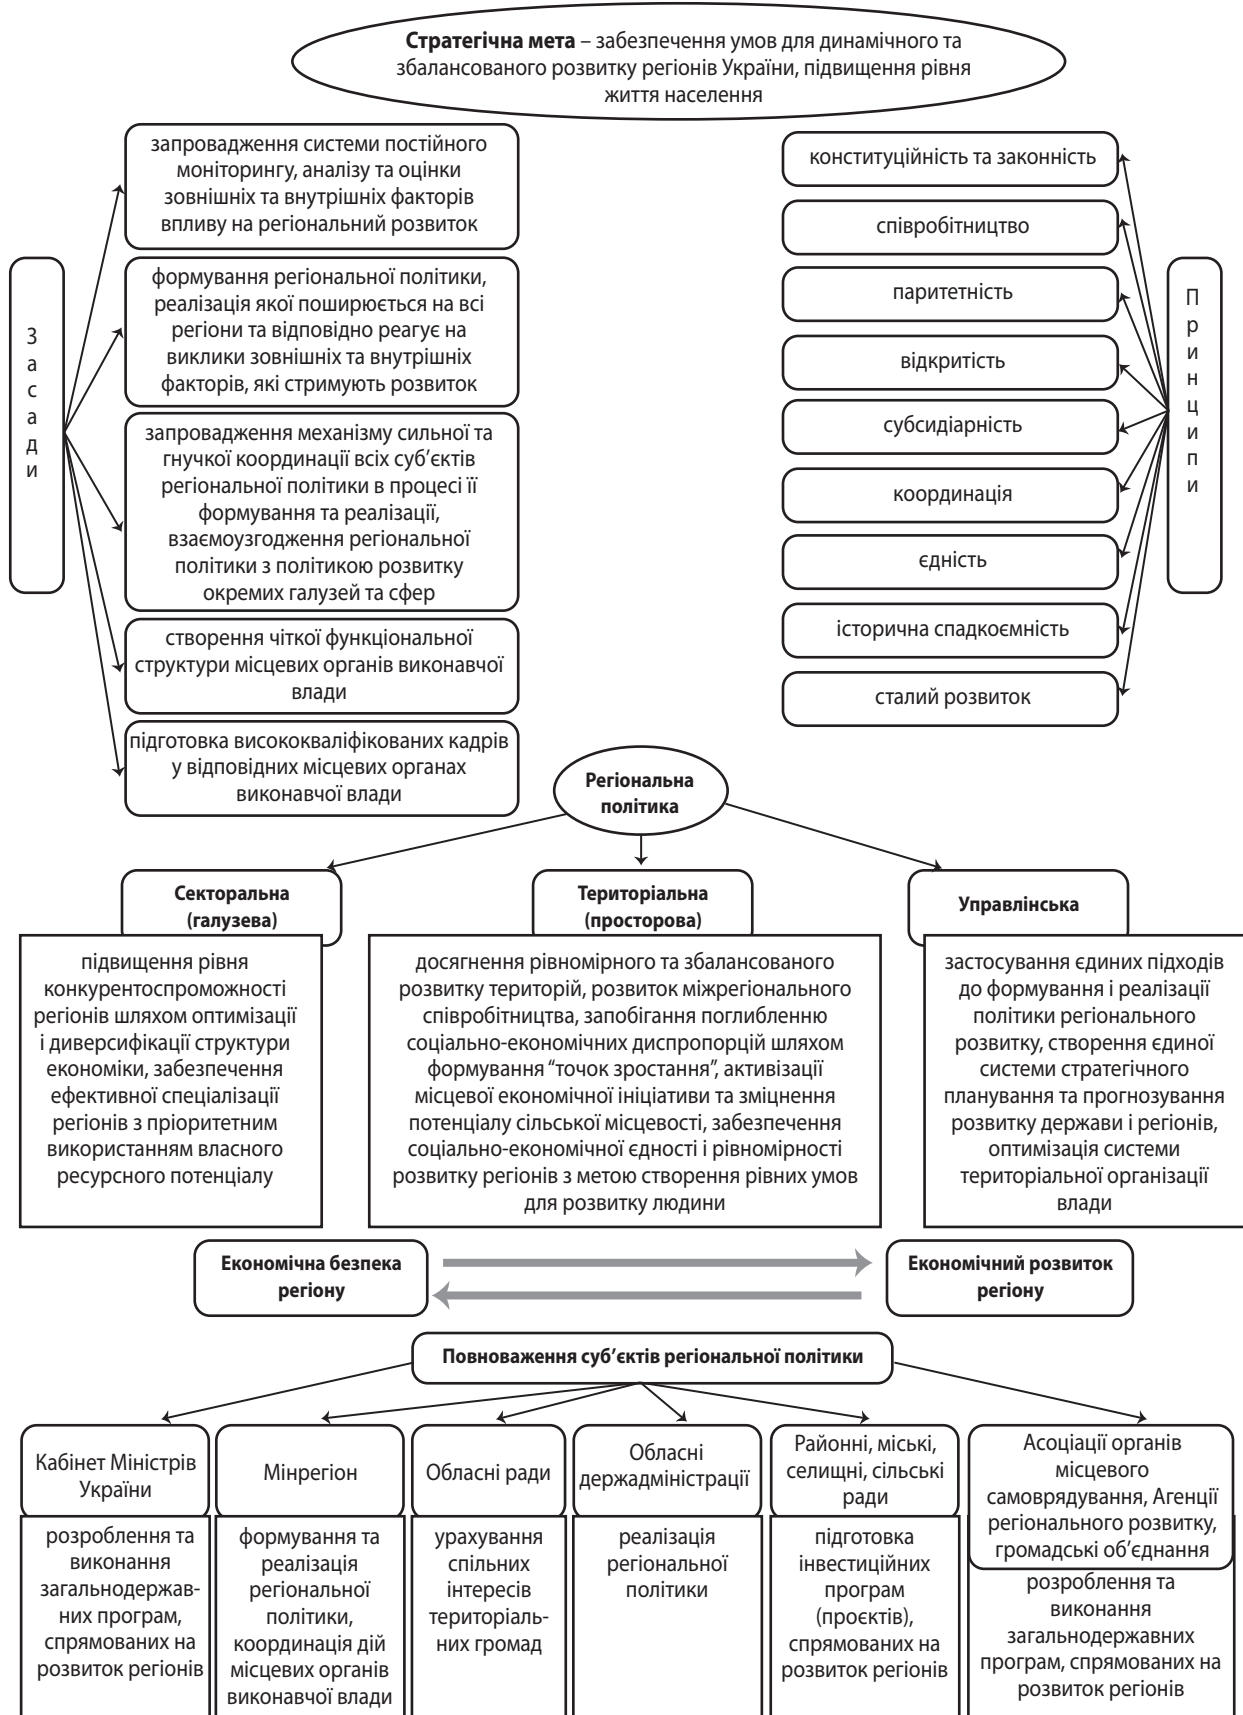 Стратегічна мета – забезпечення умов для динамічного та
збалансованого розвитку регіонів України, підвищення рівня
життя населення
Засади
запровадження системи постійного
моніторингу, аналізу та оцінки
зовнішніх та внутрішніх факторів
впливу на регіональний розвиток
формування регіональної політики,
реалізація якої поширюється на всі
регіони та відповідно реагує на
виклики зовнішніх та внутрішніх
факторів, які стримують розвиток
запровадження механізму сильної та
гнучкої координації всіх суб’єктів
регіональної політики в процесі її
формування та реалізації,
взаємоузгодження регіональної
політики з політикою розвитку
окремих галузей та сфер
створення чіткої функціональної
структури місцевих органів виконавчої
влади
підготовка висококваліфікованих кадрів
у відповідних місцевих органах
виконавчої влади
Принципи
конституційність та законність
співробітництво
паритетність
відкритість
субсидіарність
координація
єдність
історична спадкоємність
сталий розвиток
Регіональна
політика
Секторальна
(галузева)
підвищення рівня
конкурентоспроможності
регіонів шляхом оптимізації
і диверсифікації структури
економіки, забезпечення
ефективної спеціалізації
регіонів з пріоритетним
використанням власного
ресурсного потенціалу
Територіальна
(просторова)
досягнення рівномірного та збалансованого
розвитку територій, розвиток міжрегіонального
співробітництва, запобігання поглибленню
соціально-економічних диспропорцій шляхом
формування “точок зростання”, активізації
місцевої економічної ініціативи та зміцнення
потенціалу сільської місцевості, забезпечення
соціально-економічної єдності і рівномірності
розвитку регіонів з метою створення рівних умов
для розвитку людини
Управлінська
застосування єдиних підходів
до формування і реалізації
політики регіонального
розвитку, створення єдиної
системи стратегічного
планування та прогнозування
розвитку держави і регіонів,
оптимізація системи
територіальної організації
влади
Економічна безпека
регіону
Економічний розвиток
регіону
Повноваження суб’єктів регіональної політики
Кабінет Міністрів
України
розроблення та
виконання
загальнодержав-
них програм,
спрямованих на
розвиток регіонів
Мінрегіон
формування та
реалізація
регіональної
політики,
координація дій
місцевих органів
виконавчої влади
Обласні ради
урахування
спільних
інтересів
територіаль-
них громад
Обласні
держадміністрації
реалізація
регіональної
політики
Районні, міські,
селищні, сільські
ради
підготовка
інвестиційних
програм
(проєктів),
спрямованих на
розвиток регіонів
Асоціації органів
місцевого
самоврядування, Агенції
регіонального розвитку,
громадські об’єднання
розроблення та
виконання
загальнодержавних
програм, спрямованих на
розвиток регіонів